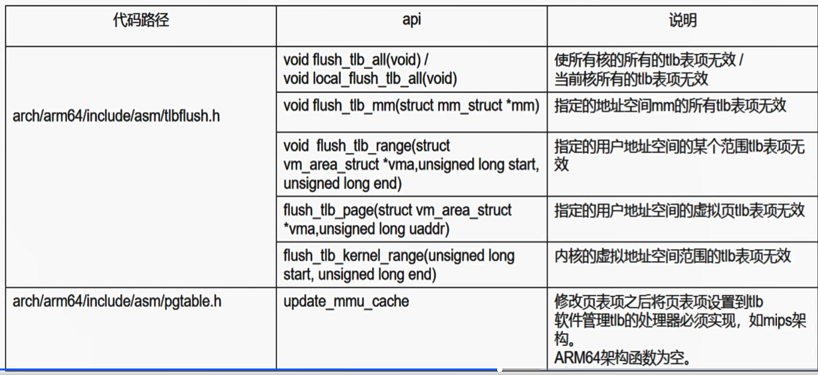 代码路径 api 说明
arch/arm64/include/asm/tlbflush.h
void flush_tlb_all(void) /
void local_flush_tlb_all(void)
使所有核的所有的tlb表项无效 /
当前核所有的tlb表项无效
void flush_tlb_mm(struct mm_struct *mm)
指定的地址空间mm的所有tlb表项无效
void flush_tlb_range(struct
vm_area_struct *vma,unsigned long start,
unsigned long end)
指定的用户地址空间的某个范围tlb表项无
效
flush_tlb_page(struct vm_area_struct
*vma,unsigned long uaddr)
指定的用户地址空间的虚拟页tlb表项无效
flush_tlb_kernel_range(unsigned long
start, unsigned long end)
内核的虚拟地址空间范围的tlb表项无效
arch/arm64/include/asm/pgtable.h
update_mmu_cache
修改页表项之后将页表项设置到tlb
软件管理tlb的处理器必须实现，如mips架
构。
ARM64架构函数为空。